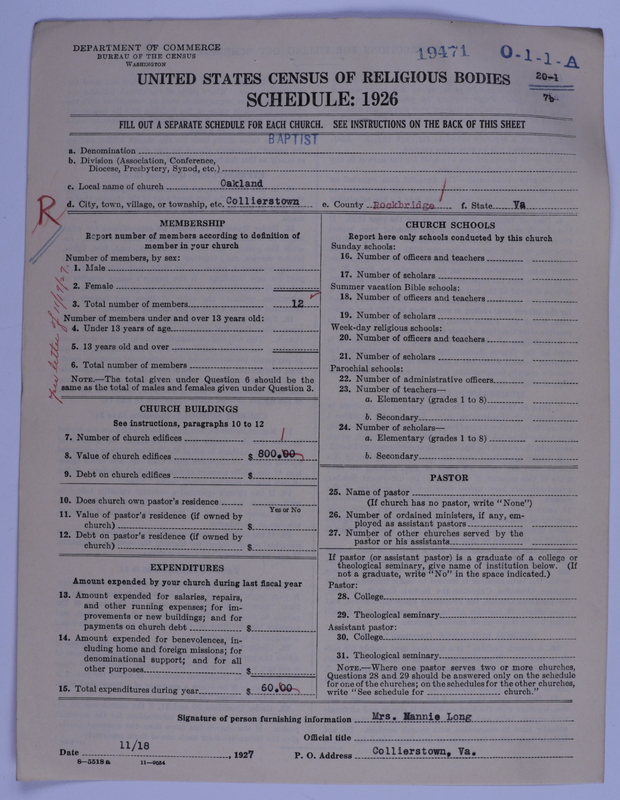 DEPARTMENT OF COMMERCE
BUREAU OF THE CENSUS
WASHINGTON
19471
O-1-1-A
20-1
UNITED STATES CENSUS OF RELIGIOUS BODIES
SCHEDULE: 1926
FILL OUT A SEPARATE SCHEDULE FOR EACH CHURCH. SEE INSTRUCTIONS ON THE BACK OF THIS SHEET
BAPTIST
a. Denomination
b. Division (Association, Conference,
Diocese, Presbytery, Synod, etc.)
c. Local name of church Oakland
d. City, town, village, or township, etc. Collierstown e. County Rockbridge f. State Va
R
MEMBERSHIP
Report number of members according to definition of
member in your church
Number of members, by sex:
1. Male
2. Female
3. Total number of members 12
Number of members under and over 13 years old:
4. Under 13 years of age
5. 13 years old and over
6. Total number of members
NOTE.—The total given under Question 6 should be the
same as the total of males and females given under Question 3.
CHURCH BUILDINGS
See instructions, paragraphs 10 to 12
7. Number of church edifices 1
8. Value of church edifices $ 800.00
9. Debt on church edifices $
10. Does church own pastor's residence
Yes or No
11. Value of pastor's residence (if owned by
church) $
12. Debt on pastor's residence (if owned by
church) $
EXPENDITURES
Amount expended by your church during last fiscal year
13. Amount expended for salaries, repairs,
and other running expenses; for im-
provements or new buildings; and for
payments on church debt $
14. Amount expended for benevolences, in-
cluding home and foreign missions; for
denominational support; and for all
other purposes $
15. Total expenditures during year $ 60.00
CHURCH SCHOOLS
Report here only schools conducted by this church
Sunday schools:
16. Number of officers and teachers
17. Number of scholars
Summer vacation Bible schools:
18. Number of officers and teachers
19. Number of scholars
Week-day religious schools:
20. Number of officers and teachers
21. Number of scholars
Parochial schools:
22. Number of administrative officers
23. Number of teachers—
a. Elementary (grades 1 to 8)
b. Secondary
24. Number of scholars—
a. Elementary (grades 1 to 8)
b. Secondary
PASTOR
25. Name of pastor
(If church has no pastor, write "None")
26. Number of ordained ministers, if any, em-
ployed as assistant pastors
27. Number of other churches served by the
pastor or his assistants
If pastor (or assistant pastor) is a graduate of a college or
theological seminary, give name of institution below. (If
not a graduate, write "No" in the space indicated.)
Pastor:
28. College
29. Theological seminary
Assistant pastor:
30. College
31. Theological seminary
NOTE.—Where one pastor serves two or more churches,
Questions 28 and 29 should be answered only on the schedule
for one of the churches; on the schedules for the other churches,
write "See schedule for church."
Signature of person furnishing information Mrs. Nannie Long
Official title
Date 11/18, 1927 P. O. Address Collierstown, Va.
8-5518a 11-9034